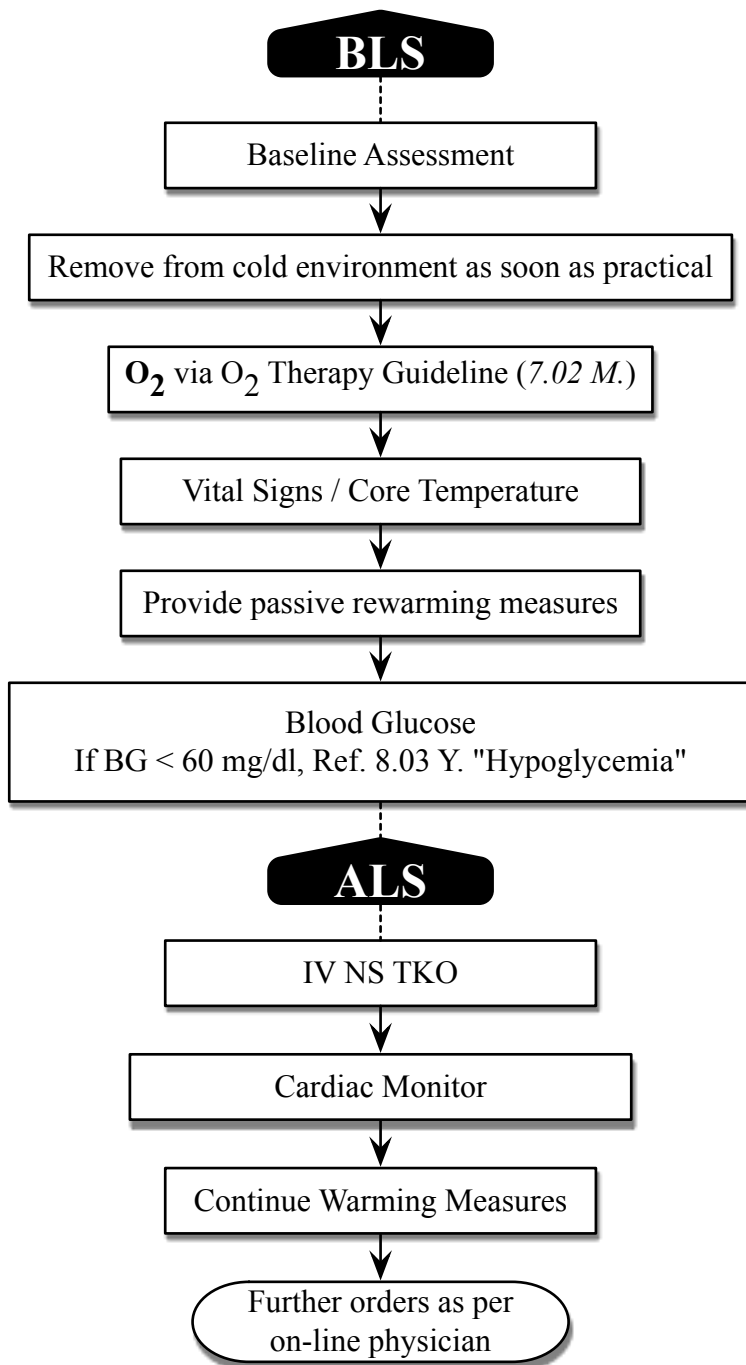 BLS
Baseline Assessment
Remove from cold environment as soon as practical
O2 via O2 Therapy Guideline (7.02 M.)
Vital Signs / Core Temperature
Provide passive rewarming measures
Blood Glucose
If BG < 60 mg/dl, Ref. 8.03 Y. "Hypoglycemia"
ALS
IV NS TKO
Cardiac Monitor
Continue Warming Measures
Further orders as per
on-line physician